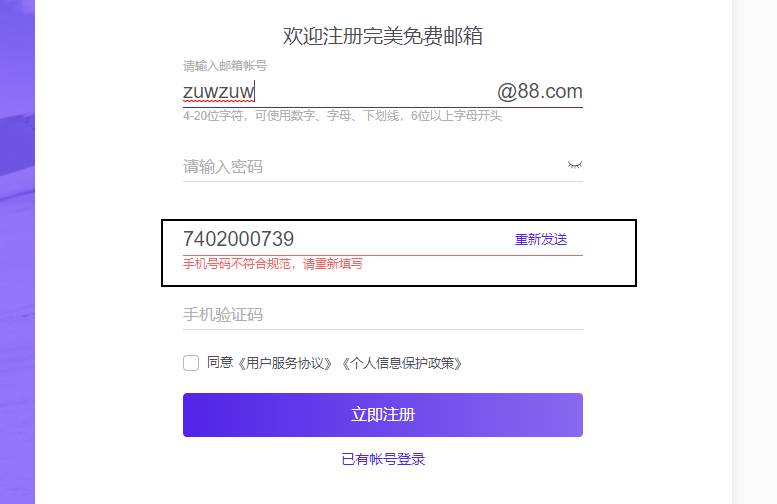 欢迎注册完美免费邮箱
请输入邮箱帐号
zuwzuw @88.com
4-20位字符，可使用数字、字母、下划线，6位以上字母开头
请输入密码
7402000739 重新发送
手机号码不符合规范，请重新填写
手机验证码
同意《用户服务协议》《个人信息保护政策》
立即注册
已有帐号登录